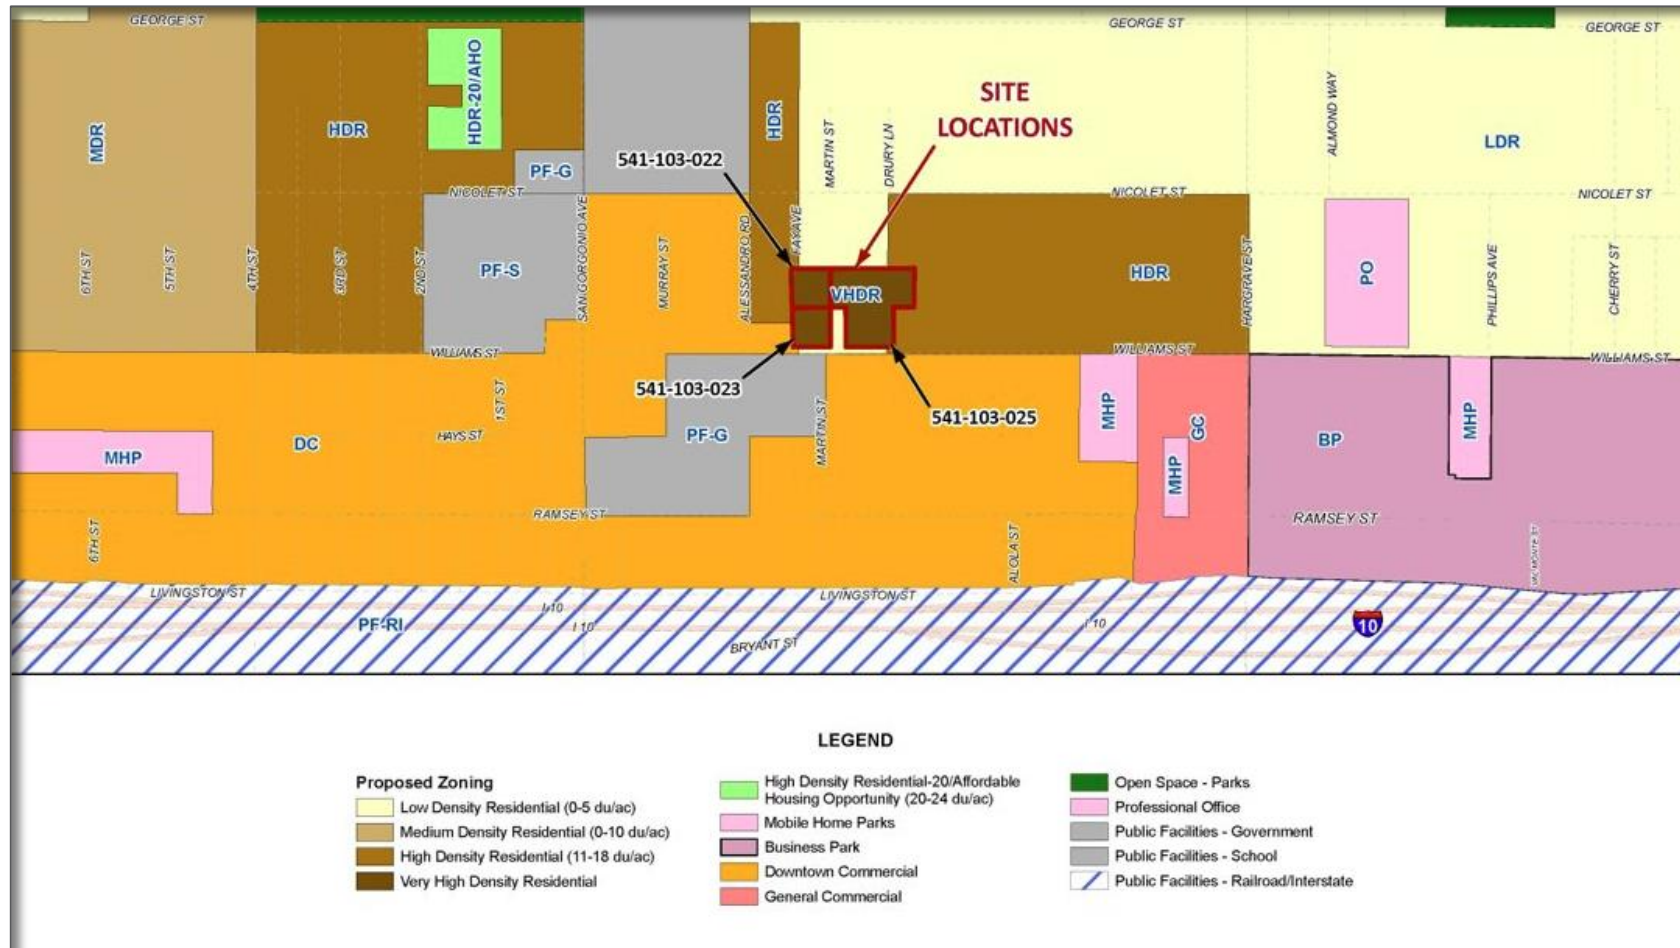 GEORGE ST
GEORGE ST
GEORGE ST
SITE
LOCATIONS
HDR-20/AHO
HDR
HDR
MDR
LDR
MARTIN ST
DRURY LN
ALMOND WAY
541-103-022
PF-G
NICOLET ST
NICOLET ST
NICOLET ST
6TH ST
5TH ST
4TH ST
3RD ST
2ND ST
PF-S
SAN GORGONIO AVE
MURRAY ST
ALESSANDRO RD
FAY AVE
VHDR
HDR
HARGRAVE ST
PO
PHILLIPS AVE
CHERRY ST
WILLIAMS ST
WILLIAMS ST
WILLIAMS ST
541-103-023
541-103-025
1ST ST
HAYS ST
DC
MHP
PF-G
MARTIN ST
MHP
GC
MHP
BP
MHP
RAMSEY ST
RAMSEY ST
6TH ST
ALOLA ST
LIVINGSTON ST
LIVINGSTON ST
PF-RI
I 10
I 10
I 10
10
BRYANT ST
LEGEND
Proposed Zoning
Low Density Residential (0-5 du/ac)
Medium Density Residential (0-10 du/ac)
High Density Residential (11-18 du/ac)
Very High Density Residential
High Density Residential-20/Affordable
Housing Opportunity (20-24 du/ac)
Mobile Home Parks
Business Park
Downtown Commercial
General Commercial
Open Space - Parks
Professional Office
Public Facilities - Government
Public Facilities - School
Public Facilities - Railroad/Interstate